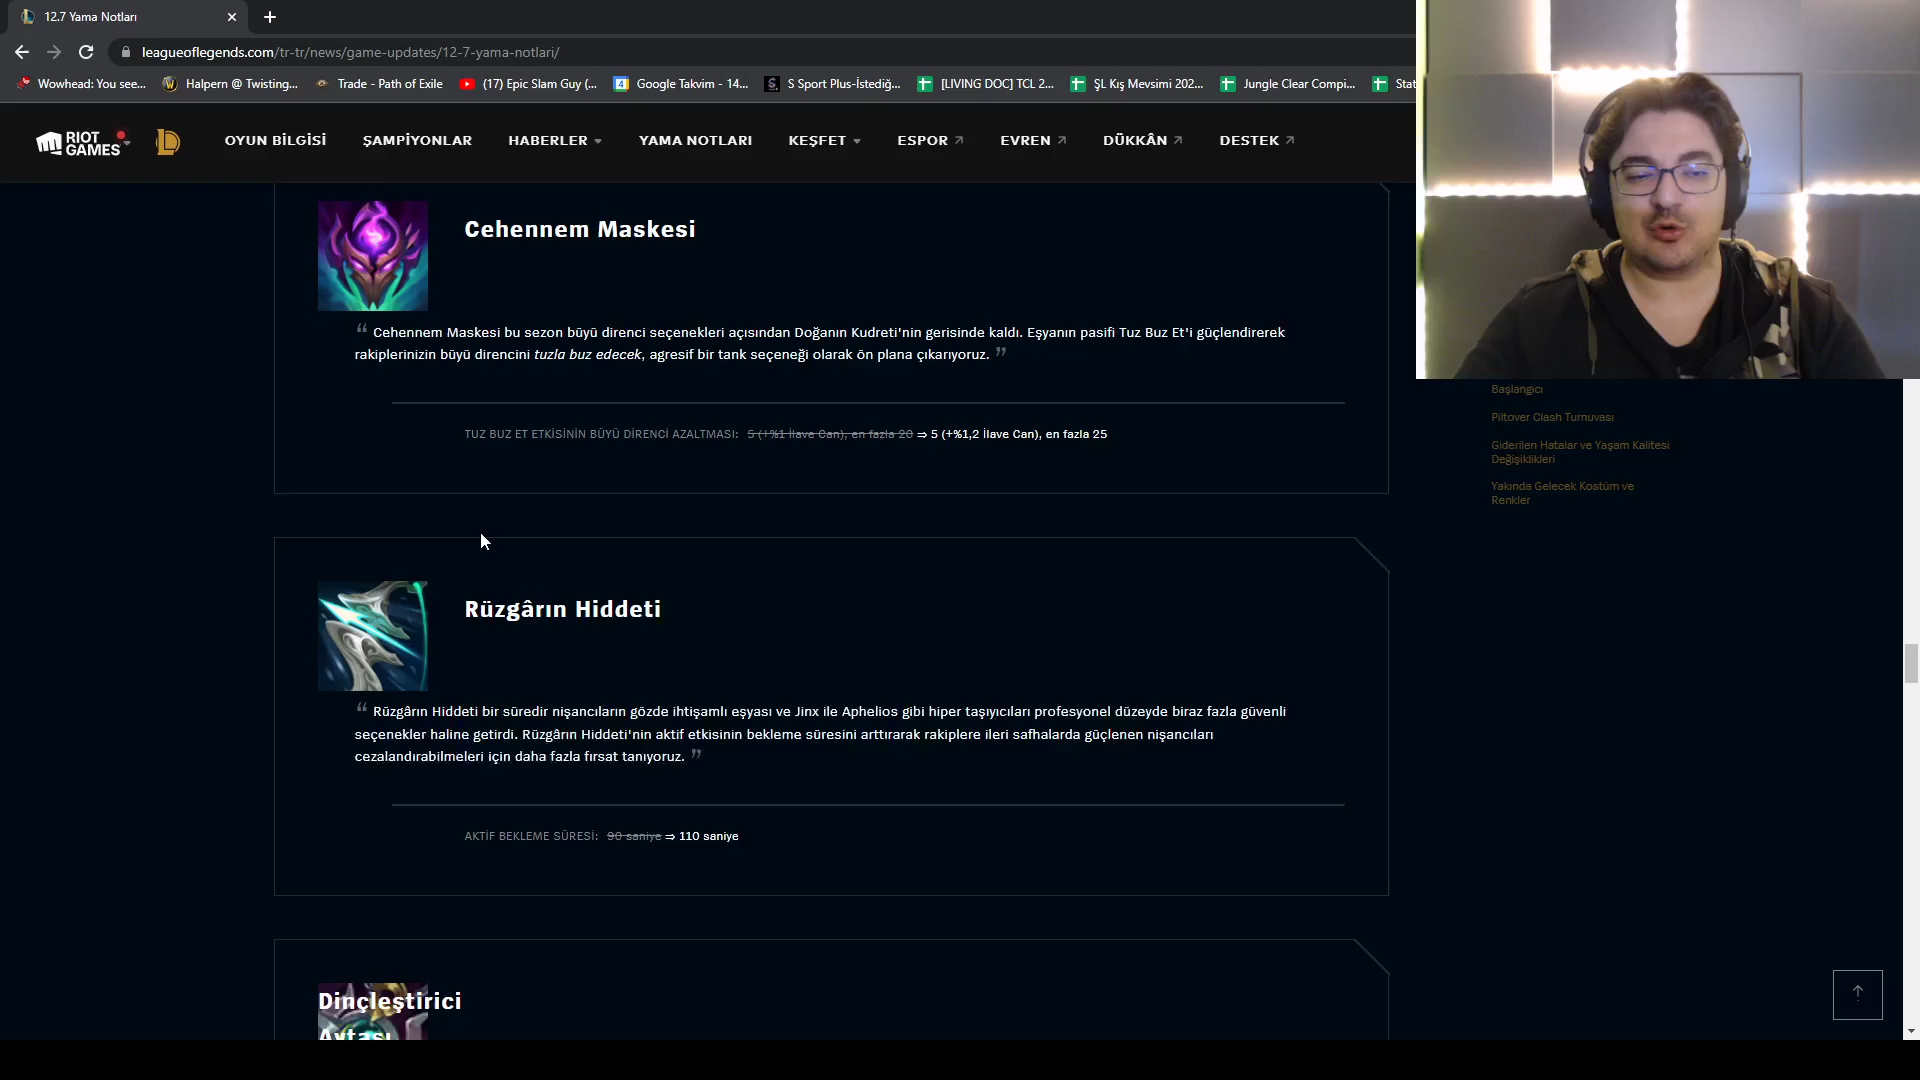 12.7 Yama Notları
leagueoflegends.com/tr-tr/news/game-updates/12-7-yama-notlari/
Wowhead: You see... Halpern @ Twisting... Trade - Path of Exile (17) Epic Slam Guy (... Google Takvim - 14... S Sport Plus-İstediğ... [LIVING DOC] TCL 2... ŞL Kış Mevsimi 202... Jungle Clear Compi... Stat
RIOT GAMES OYUN BİLGİSİ ŞAMPİYONLAR HABERLER YAMA NOTLARI KEŞFET ESPOR EVREN DÜKKÂN DESTEK
Cehennem Maskesi
“ Cehennem Maskesi bu sezon büyü direnci seçenekleri açısından Doğanın Kudreti'nin gerisinde kaldı. Eşyanın pasifi Tuz Buz Et'i güçlendirerek
rakiplerinizin büyü direncini tuzla buz edecek, agresif bir tank seçeneği olarak ön plana çıkarıyoruz. ”
TUZ BUZ ET ETKİSİNİN BÜYÜ DİRENCİ AZALTMASI: 5 (+%1 İlave Can), en fazla 20 ⇒ 5 (+%1,2 İlave Can), en fazla 25
Rüzgârın Hiddeti
“ Rüzgârın Hiddeti bir süredir nişancıların gözde ihtişamlı eşyası ve Jinx ile Aphelios gibi hiper taşıyıcıları profesyonel düzeyde biraz fazla güvenli
seçenekler haline getirdi. Rüzgârın Hiddeti'nin aktif etkisinin bekleme süresini arttırarak rakiplere ileri safhalarda güçlenen nişancıları
cezalandırabilmeleri için daha fazla fırsat tanıyoruz. ”
AKTİF BEKLEME SÜRESİ: 90 saniye ⇒ 110 saniye
Dinçleştirici
Aytaşı
Başlangıcı
Piltover Clash Turnuvası
Giderilen Hatalar ve Yaşam Kalitesi
Değişiklikleri
Yakında Gelecek Kostüm ve
Renkler